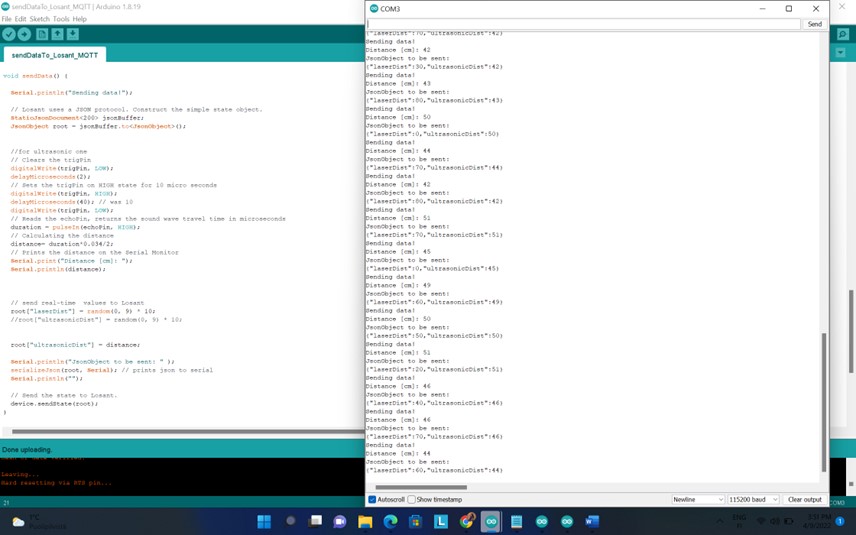 sendDataTo_Losant_MQTT | Arduino 1.8.19
File Edit Sketch Tools Help
sendDataTo_Losant_MQTT
void sendData() {
Serial.println("Sending data!");
// Losant uses a JSON protocol. Construct the simple state object.
StaticJsonDocument<200> jsonBuffer;
JsonObject root = jsonBuffer.to<JsonObject>();
//for ultrasonic one
// Clears the trigPin
digitalWrite(trigPin, LOW);
delayMicroseconds(2);
// Sets the trigPin on HIGH state for 10 micro seconds
digitalWrite(trigPin, HIGH);
delayMicroseconds(40); // was 10
digitalWrite(trigPin, LOW);
// Reads the echoPin, returns the sound wave travel time in microseconds
duration = pulseIn(echoPin, HIGH);
// Calculating the distance
distance= duration*0.034/2;
// Prints the distance on the Serial Monitor
Serial.print("Distance [cm]: ");
Serial.println(distance);
// send real-time  values to Losant
root["laserDist"] = random(0, 9) * 10;
//root["ultrasonicDist"] = random(0, 9) * 10;
root["ultrasonicDist"] = distance;
Serial.println("JsonObject to be sent: " );
serializeJson(root, Serial); // prints json to serial
Serial.println("");
// Send the state to Losant.
device.sendState(root);
}
Done uploading.
Leaving...
Hard resetting via RTS pin...
21
COM3
Send
{"laserDist":70,"ultrasonicDist":42}
Sending data!
Distance [cm]: 42
JsonObject to be sent:
{"laserDist":30,"ultrasonicDist":42}
Sending data!
Distance [cm]: 43
JsonObject to be sent:
{"laserDist":80,"ultrasonicDist":43}
Sending data!
Distance [cm]: 50
JsonObject to be sent:
{"laserDist":0,"ultrasonicDist":50}
Sending data!
Distance [cm]: 44
JsonObject to be sent:
{"laserDist":70,"ultrasonicDist":44}
Sending data!
Distance [cm]: 42
JsonObject to be sent:
{"laserDist":80,"ultrasonicDist":42}
Sending data!
Distance [cm]: 51
JsonObject to be sent:
{"laserDist":70,"ultrasonicDist":51}
Sending data!
Distance [cm]: 45
JsonObject to be sent:
{"laserDist":0,"ultrasonicDist":45}
Sending data!
Distance [cm]: 49
JsonObject to be sent:
{"laserDist":60,"ultrasonicDist":49}
Sending data!
Distance [cm]: 50
JsonObject to be sent:
{"laserDist":50,"ultrasonicDist":50}
Sending data!
Distance [cm]: 51
JsonObject to be sent:
{"laserDist":20,"ultrasonicDist":51}
Sending data!
Distance [cm]: 46
JsonObject to be sent:
{"laserDist":40,"ultrasonicDist":46}
Sending data!
Distance [cm]: 46
JsonObject to be sent:
{"laserDist":70,"ultrasonicDist":46}
Sending data!
Distance [cm]: 44
JsonObject to be sent:
{"laserDist":60,"ultrasonicDist":44}
Autoscroll Show timestamp Newline 115200 baud Clear output
COM3
1°C
ENG